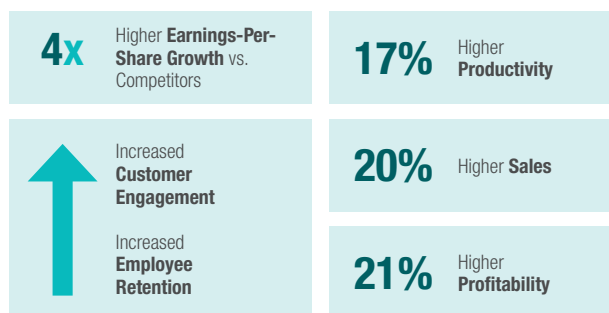 4x
Higher Earnings-Per-
Share Growth vs.
Competitors
Increased
Customer
Engagement
Increased
Employee
Retention
17%
Higher
Productivity
20%
Higher Sales
21%
Higher
Profitability